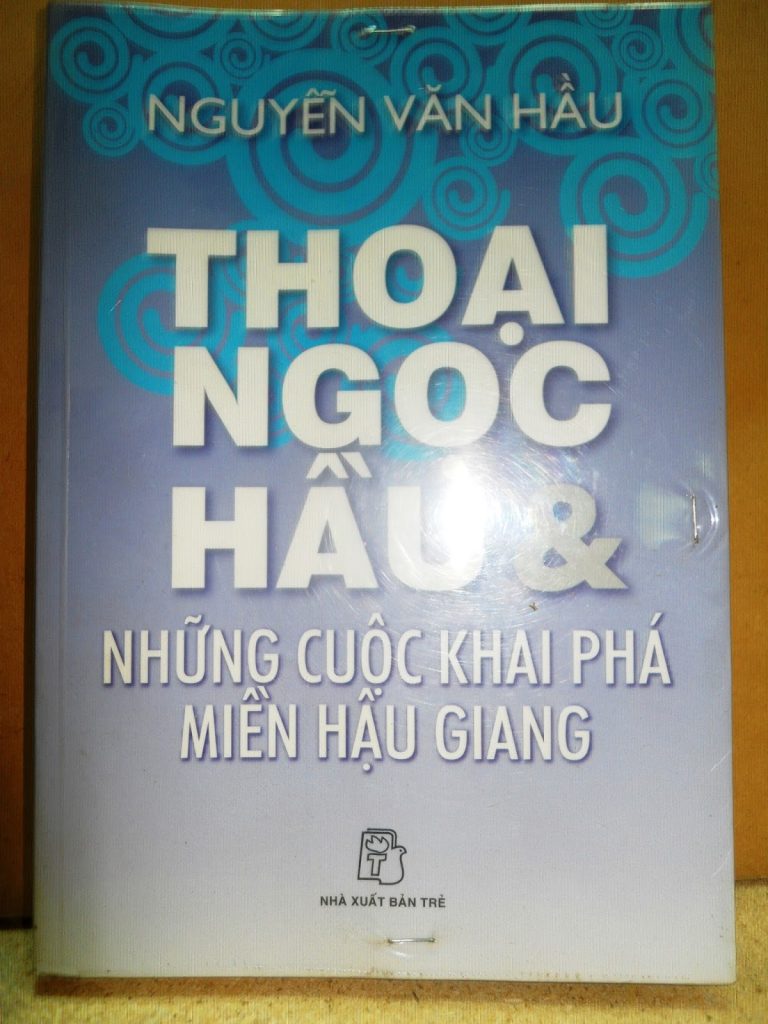 NGUYỄN VĂN HẦU
THOẠI
NGỌC
HẦU &
NHỮNG CUỘC KHAI PHÁ
MIỀN HẬU GIANG
T
NHÀ XUẤT BẢN TRẺ